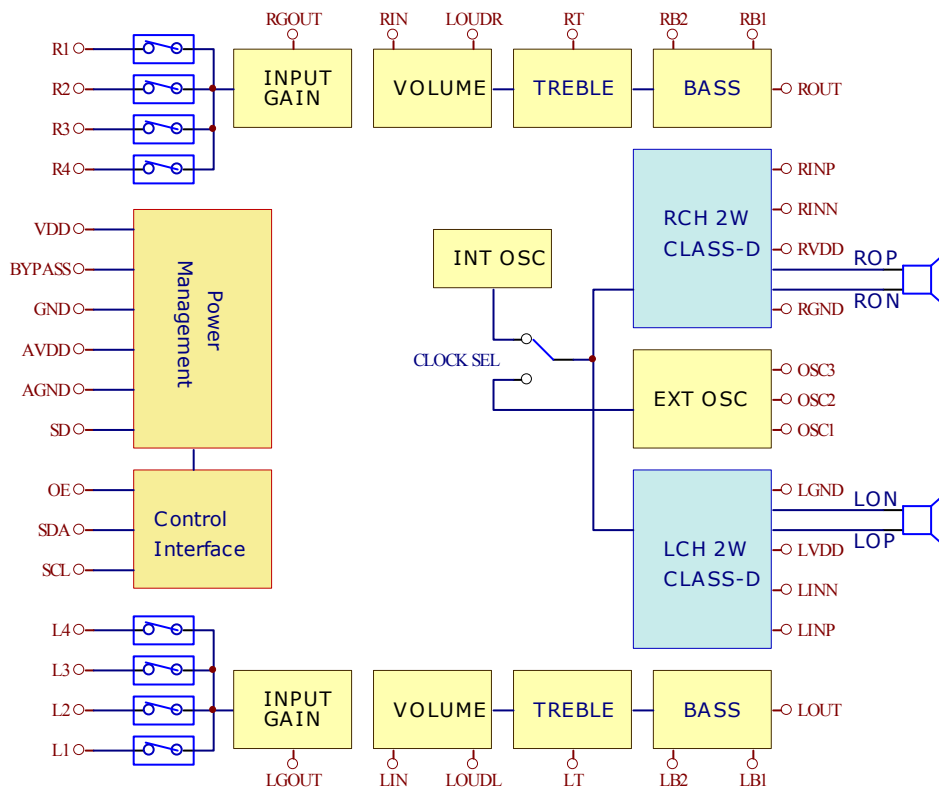 RGOUT RIN LOUDR RT RB2 RB1
R1
R2
R3
R4
INPUT
GAIN
VOLUME
TREBLE
BASS
ROUT
VDD
BYPASS
GND
AVDD
AGND
SD
Power
Management
INT OSC
CLOCK SEL
RCH 2W
CLASS-D
RINP
RINN
RVDD
ROP
RON
RGND
EXT OSC
OSC3
OSC2
OSC1
OE
SDA
SCL
Control
Interface
LCH 2W
CLASS-D
LGND
LON
LOP
LVDD
LINN
LINP
L4
L3
L2
L1
INPUT
GAIN
VOLUME
TREBLE
BASS
LOUT
LGOUT LIN LOUDL LT LB2 LB1